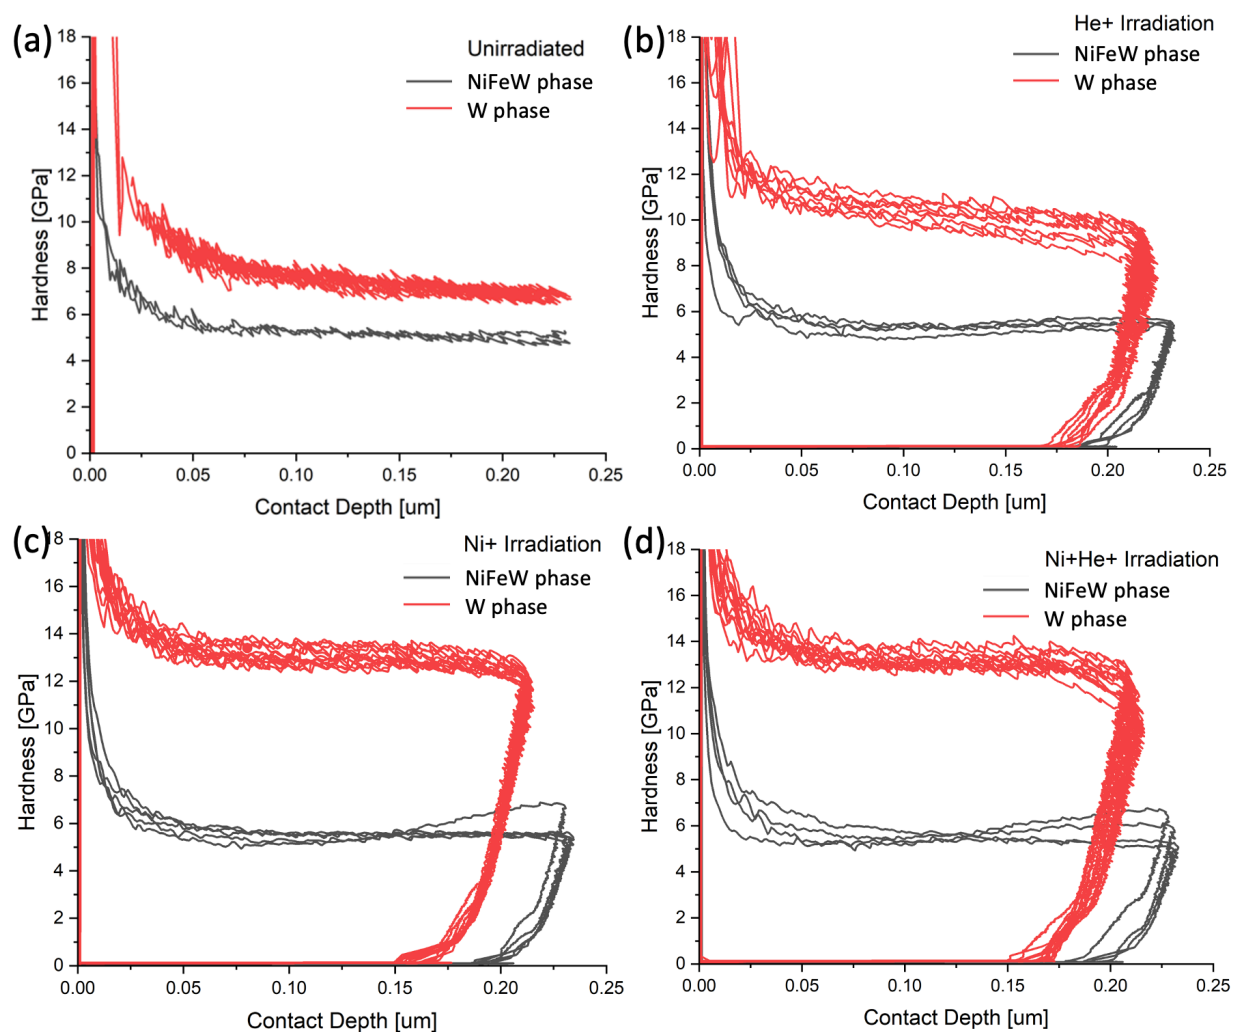 (a)
Unirradiated
NiFeW phase
W phase
18
16
14
12
10
8
6
4
2
0
Hardness [GPa]
0.00 0.05 0.10 0.15 0.20 0.25
Contact Depth [um]
(b)
He+ Irradiation
NiFeW phase
W phase
18
16
14
12
10
8
6
4
2
0
Hardness [GPa]
0.00 0.05 0.10 0.15 0.20 0.25
Contact Depth [um]
(c)
Ni+ Irradiation
NiFeW phase
W phase
18
16
14
12
10
8
6
4
2
0
Hardness [GPa]
0.00 0.05 0.10 0.15 0.20 0.25
Contact Depth [um]
(d)
Ni+He+ Irradiation
NiFeW phase
W phase
18
16
14
12
10
8
6
4
2
0
Hardness [GPa]
0.00 0.05 0.10 0.15 0.20 0.25
Contact Depth [um]